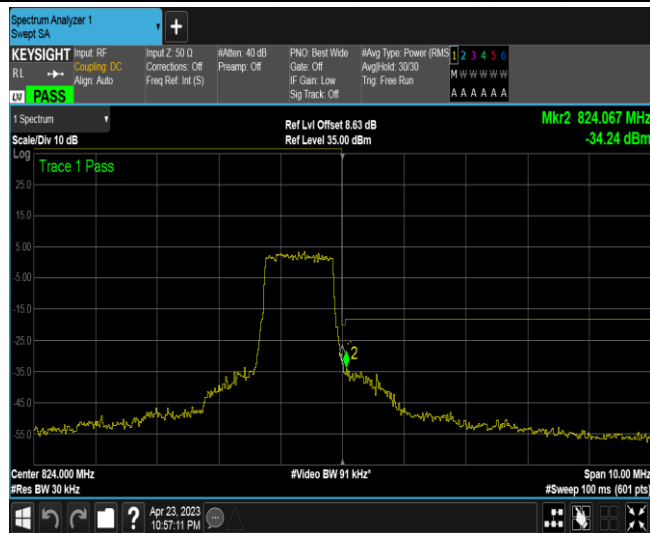 Spectrum Analyzer 1
Swept SA
+
KEYSIGHT Input: RF Input Z: 50 Ω #Atten: 40 dB PNO: Best Wide #Avg Type: Power (RMS 1 2 3 4 5 6
RL Coupling: DC Corrections: Off Preamp: Off Gate: Off Avg|Hold: 30/30 M W W W W W
Align: Auto Freq Ref: Int (S) IF Gain: Low Trig: Free Run
LXI PASS Sig Track: Off A A A A A A
1 Spectrum Ref Lvl Offset 8.63 dB Mkr2 824.067 MHz
Scale/Div 10 dB Ref Level 35.00 dBm -34.24 dBm
Log
Trace 1 Pass
25.0
15.0
5.00
-5.00
-15.0
-25.0
2
-35.0
-45.0
-55.0
Center 824.000 MHz #Video BW 91 kHz* Span 10.00 MHz
#Res BW 30 kHz #Sweep 100 ms (601 pts)
? Apr 23, 2023
10:57:11 PM